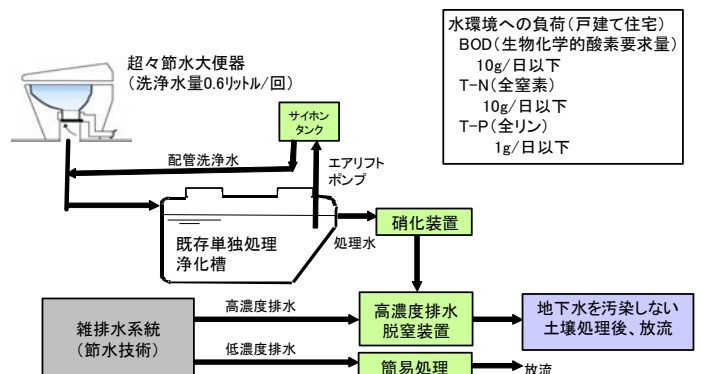 超々節水大便器
(洗浄水量0.6リットル/回)
水環境への負荷(戸建て住宅)
BOD(生物化学的酸素要求量)
10g/日以下
T-N(全窒素)
10g/日以下
T-P(全リン)
1g/日以下
サイホン
タンク
配管洗浄水
エアリフト
ポンプ
既存単独処理
浄化槽
処理水
硝化装置
雑排水系統
(節水技術)
高濃度排水
高濃度排水
脱窒装置
地下水を汚染しない
土壌処理後、放流
低濃度排水
簡易処理
放流